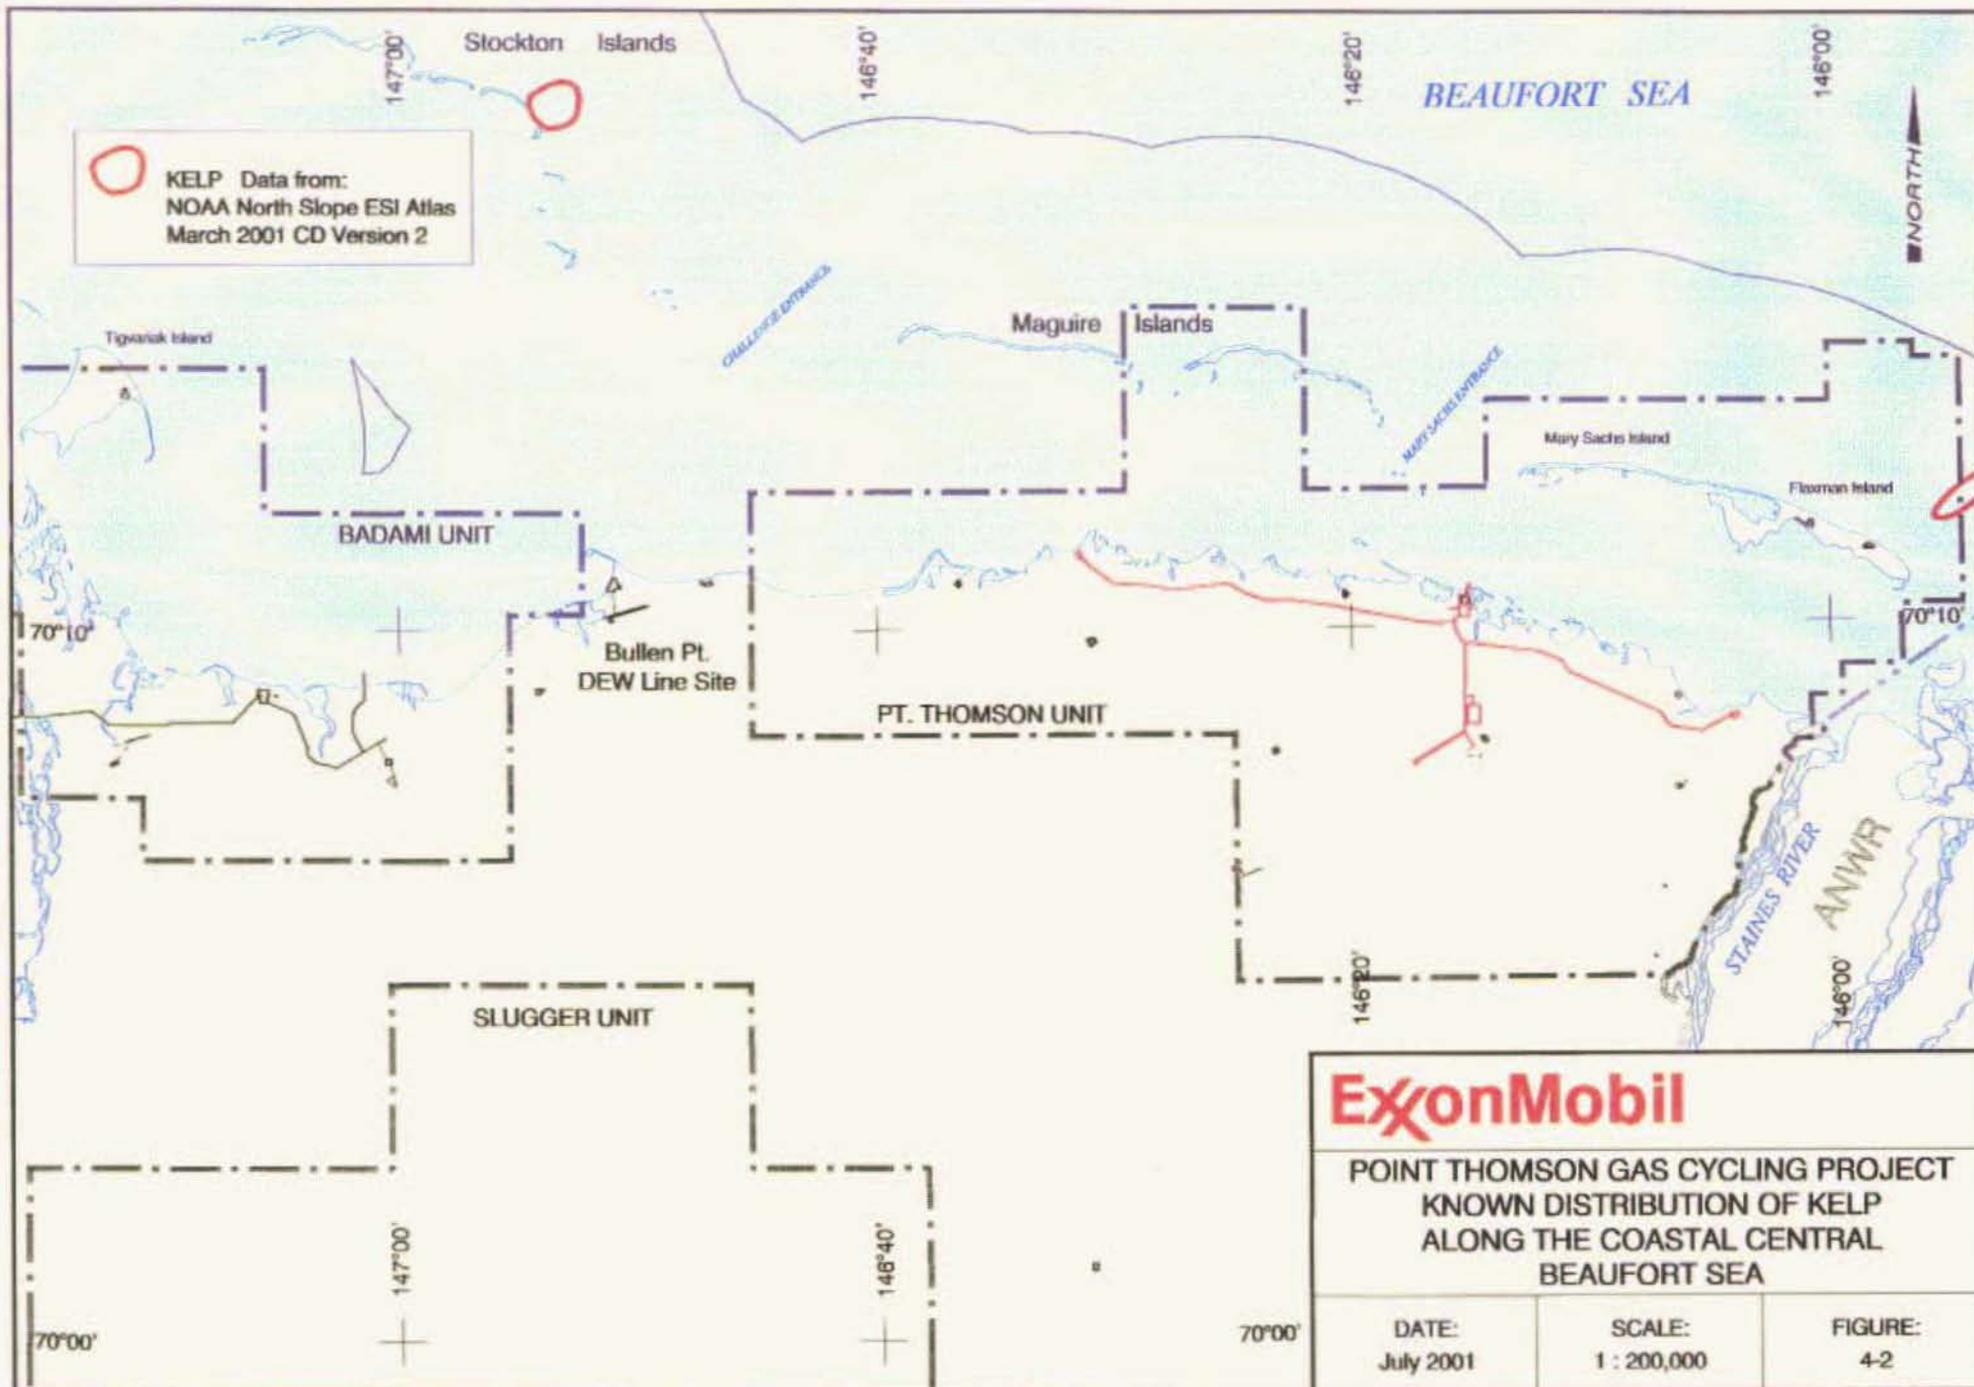 147°00'
Stockton Islands
146°40'
146°20'
BEAUFORT SEA
146°00'
NORTH
KELP Data from:
NOAA North Slope ESI Atlas
March 2001 CD Version 2
CHALLENGE ENTRANCE
Tigvariak Island
Maguire Islands
MARY SACHS ENTRANCE
Mary Sachs Island
Flaxman Island
BADAMI UNIT
70°10'
70°10'
Bullen Pt.
DEW Line Site
PT. THOMSON UNIT
STAINES RIVER
ANWR
146°20'
146°00'
SLUGGER UNIT
147°00'
146°40'
70°00'
70°00'
ExxonMobil
POINT THOMSON GAS CYCLING PROJECT
KNOWN DISTRIBUTION OF KELP
ALONG THE COASTAL CENTRAL
BEAUFORT SEA
DATE:
July 2001
SCALE:
1 : 200,000
FIGURE:
4-2